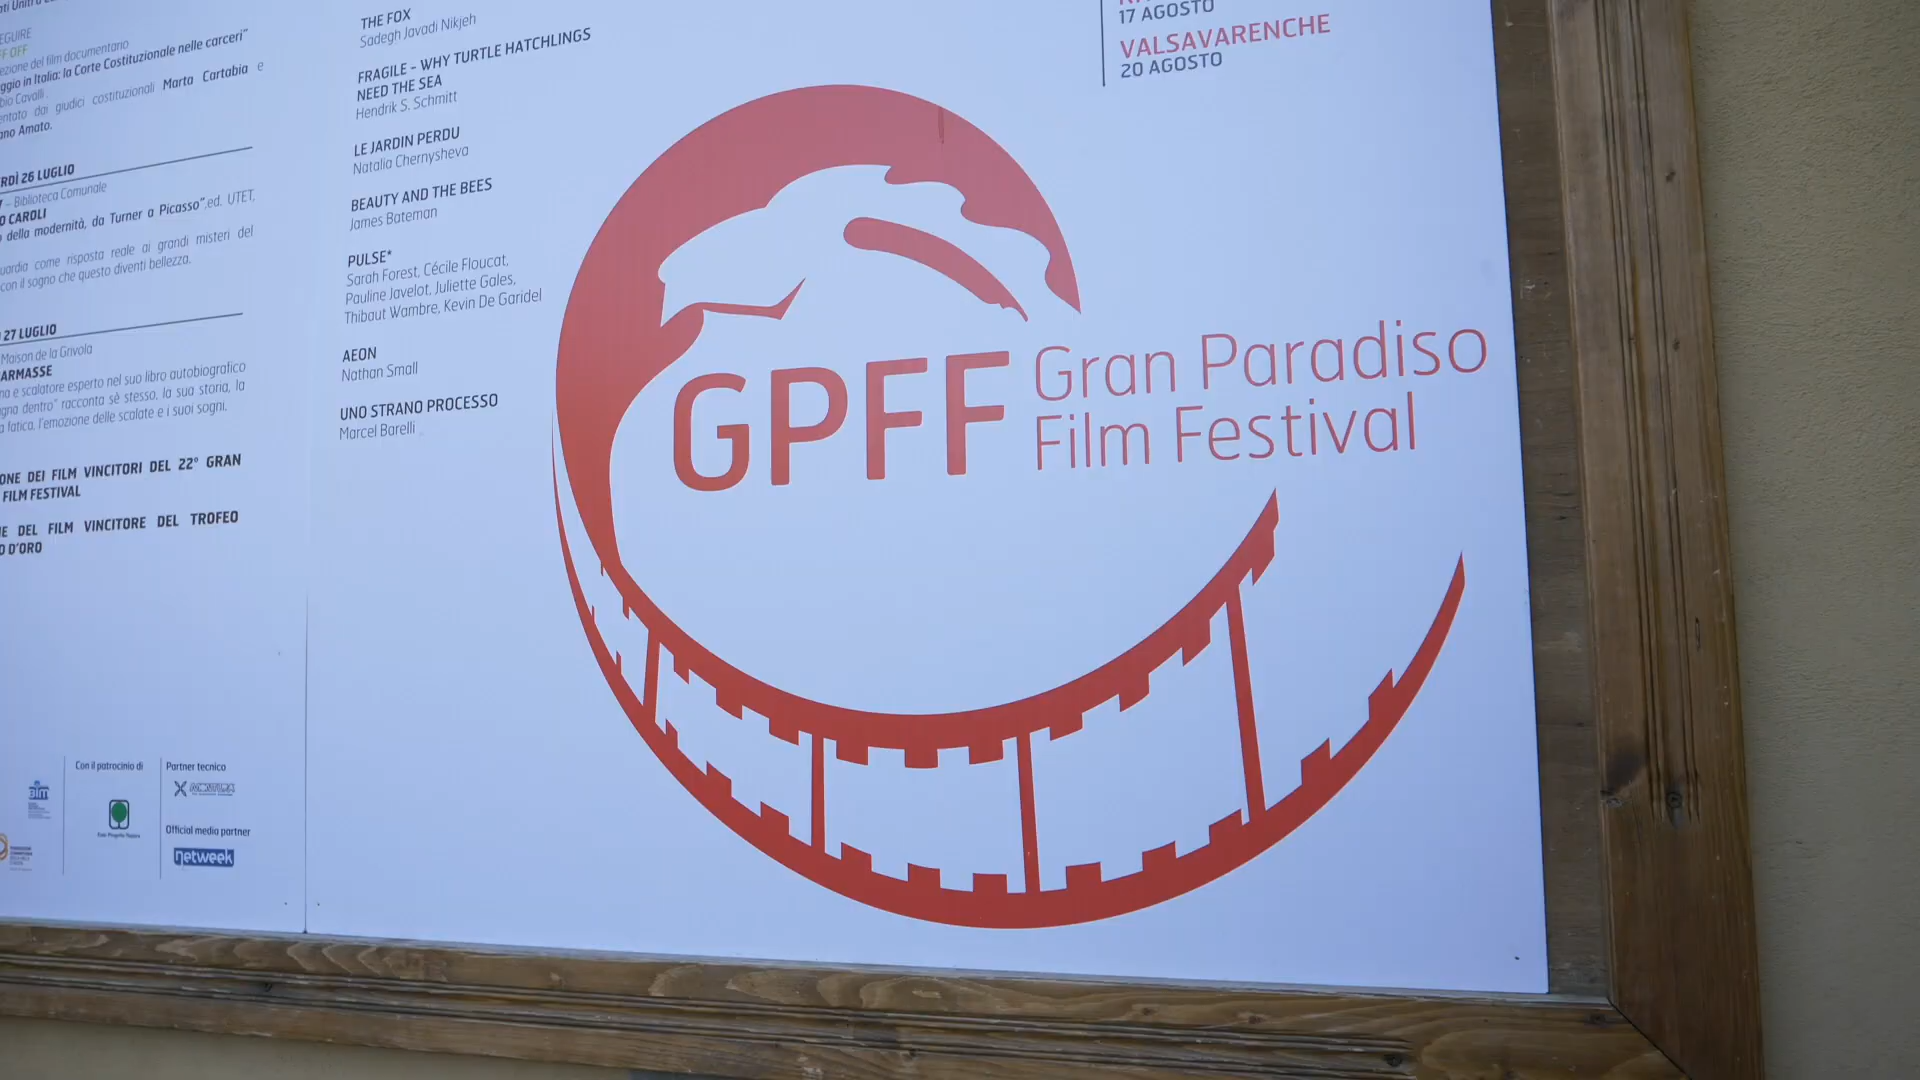 EGUIRE
FF OFF
ezione del film documentario
ggio in Italia: la Corte Costituzionale nelle carceri"
bio Cavalli.
entato dai giudici costituzionali Marta Cartabia e
ano Amato.
RDÌ 26 LUGLIO
– Biblioteca Comunale
O CAROLI
della modernità, da Turner a Picasso", ed. UTET,
uardia come risposta reale ai grandi misteri del
con il sogno che questo diventi bellezza.
27 LUGLIO
Maison de la Grivola
ARMASSE
na e scalatore esperto nel suo libro autobiografico
gna dentro" racconta sè stesso, la sua storia, la
a fatica, l'emozione delle scalate e i suoi sogni.
ONE DEI FILM VINCITORI DEL 22° GRAN
FILM FESTIVAL
E DEL FILM VINCITORE DEL TROFEO
O D'ORO
Con il patrocinio di
Partner tecnico
Official media partner
netweek
THE FOX
Sadegh Javadi Nikjeh
FRAGILE – WHY TURTLE HATCHLINGS
NEED THE SEA
Hendrik S. Schmitt
LE JARDIN PERDU
Natalia Chernysheva
BEAUTY AND THE BEES
James Bateman
PULSE*
Sarah Forest, Cécile Floucat,
Pauline Javelot, Juliette Gales,
Thibaut Wambre, Kevin De Garidel
AEON
Nathan Small
UNO STRANO PROCESSO
Marcel Barelli
17 AGOSTO
VALSAVARENCHE
20 AGOSTO
GPFF
Gran Paradiso
Film Festival